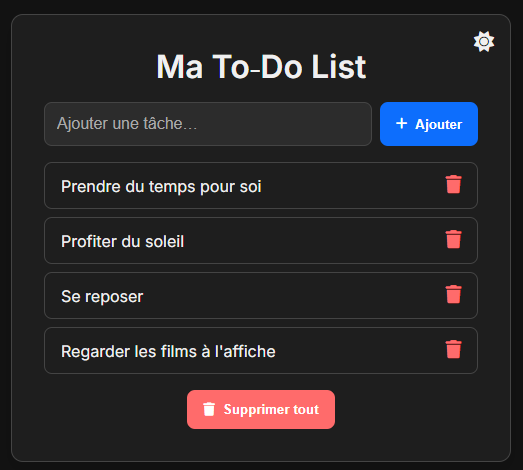 Ma To-Do List
Ajouter une tâche...
+ Ajouter
Prendre du temps pour soi
Profiter du soleil
Se reposer
Regarder les films à l'affiche
Supprimer tout